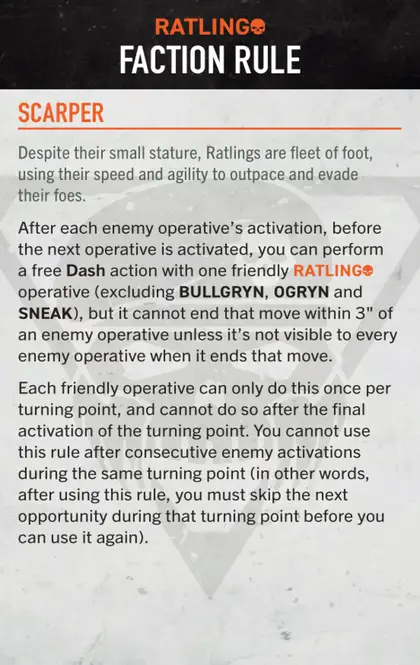 RATLING
FACTION RULE
SCARPER
Despite their small stature, Ratlings are fleet of foot,
using their speed and agility to outpace and evade
their foes.
After each enemy operative’s activation, before
the next operative is activated, you can perform
a free Dash action with one friendly RATLING
operative (excluding BULLGRYN, OGRYN and
SNEAK), but it cannot end that move within 3" of
an enemy operative unless it’s not visible to every
enemy operative when it ends that move.
Each friendly operative can only do this once per
turning point, and cannot do so after the final
activation of the turning point. You cannot use
this rule after consecutive enemy activations
during the same turning point (in other words,
after using this rule, you must skip the next
opportunity during that turning point before you
can use it again).